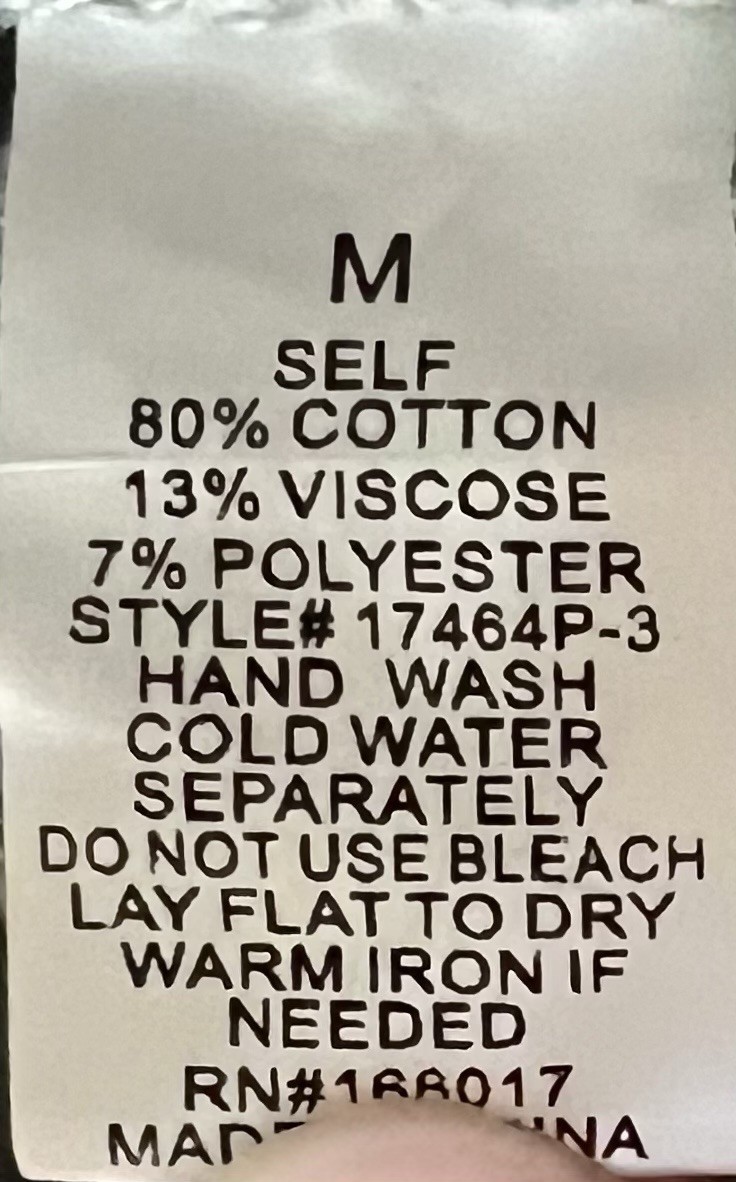 M
SELF
80% COTTON
13% VISCOSE
7% POLYESTER
STYLE# 17464P-3
HAND WASH
COLD WATER
SEPARATELY
DO NOT USE BLEACH
LAY FLAT TO DRY
WARM IRON IF
NEEDED